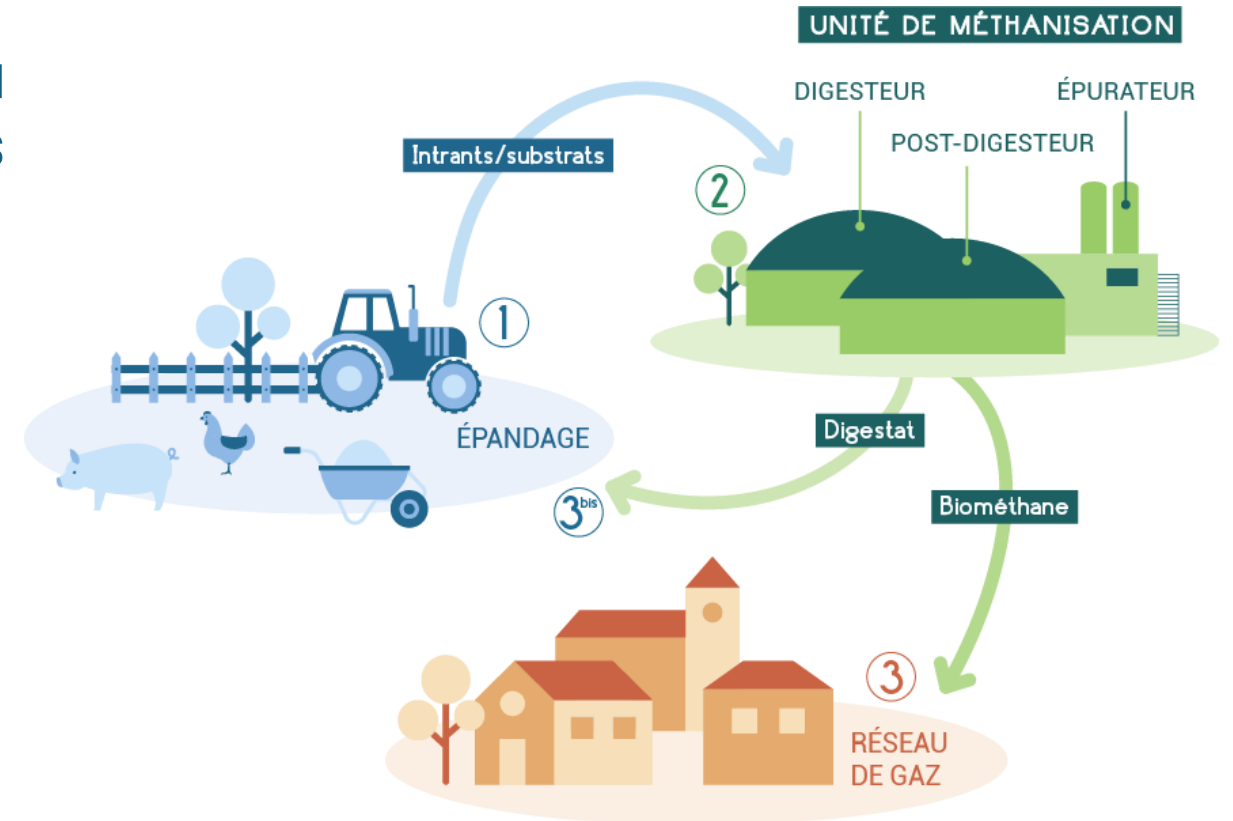 UNITÉ DE MÉTHANISATION
DIGESTEUR
ÉPURATEUR
POST-DIGESTEUR
Intrants/substrats
2
1
ÉPANDAGE
Digestat
3bis
Biométhane
3
RÉSEAU
DE GAZ